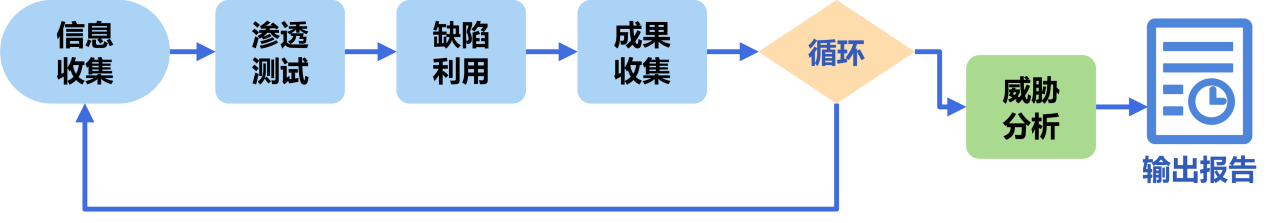 信息
收集
渗透
测试
缺陷
利用
成果
收集
循环
威胁
分析
输出报告